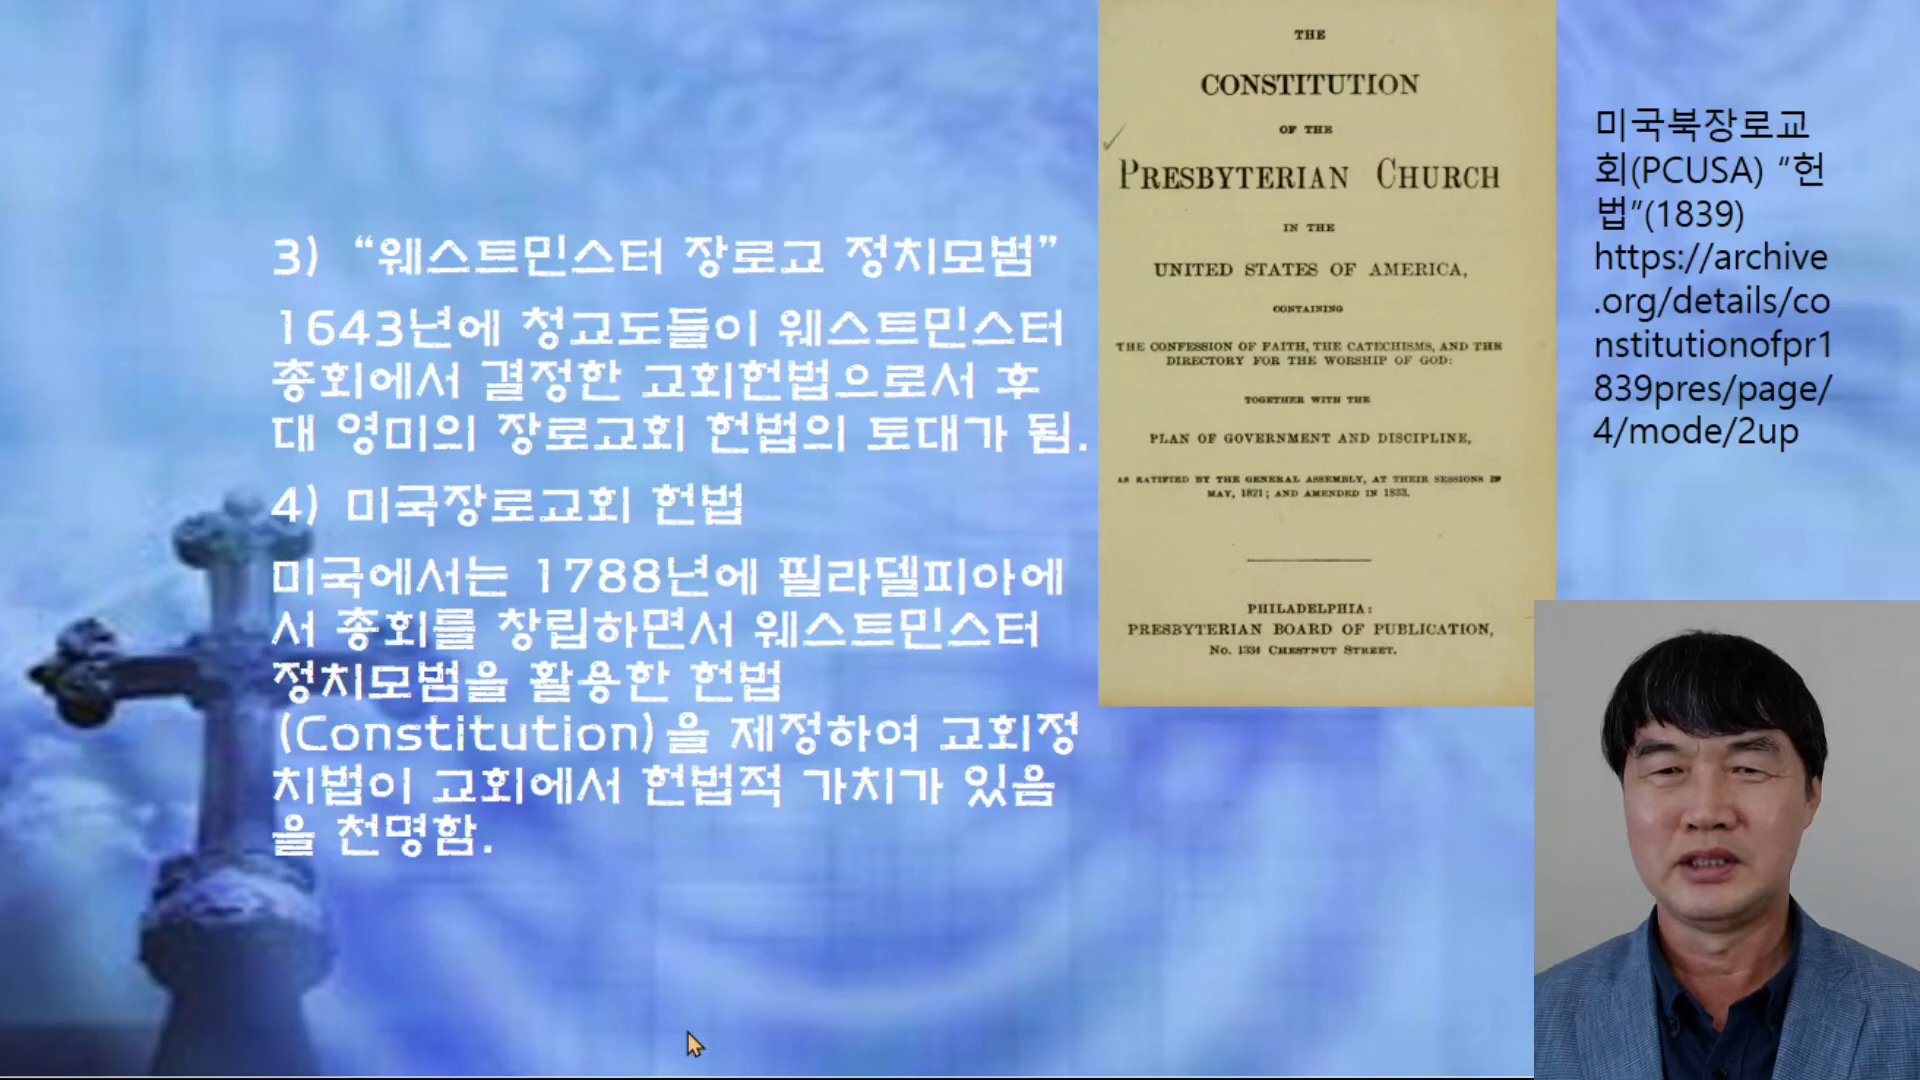 3) “웨스트민스터 장로교 정치모범”
1643년에 청교도들이 웨스트민스터
총회에서 결정한 교회헌법으로서 후
대 영미의 장로교회 헌법의 토대가 됨.
4) 미국장로교회 헌법
미국에서는 1788년에 필라델피아에
서 총회를 창립하면서 웨스트민스터
정치모범을 활용한 헌법
(Constitution)을 제정하여 교회정
치법이 교회에서 헌법적 가치가 있음
을 천명함.
THE
CONSTITUTION
OF THE
PRESBYTERIAN CHURCH
IN THE
UNITED STATES OF AMERICA,
CONTAINING
THE CONFESSION OF FAITH, THE CATECHISMS, AND THE
DIRECTORY FOR THE WORSHIP OF GOD:
TOGETHER WITH THE
PLAN OF GOVERNMENT AND DISCIPLINE,
AS RATIFIED BY THE GENERAL ASSEMBLY, AT THEIR SESSIONS IN
MAY, 1821; AND AMENDED IN 1833.
PHILADELPHIA:
PRESBYTERIAN BOARD OF PUBLICATION,
No. 1334 CHESTNUT STREET.
미국북장로교
회(PCUSA) “헌
법”(1839)
https://archive
.org/details/co
nstitutionofpr1
839pres/page/
4/mode/2up